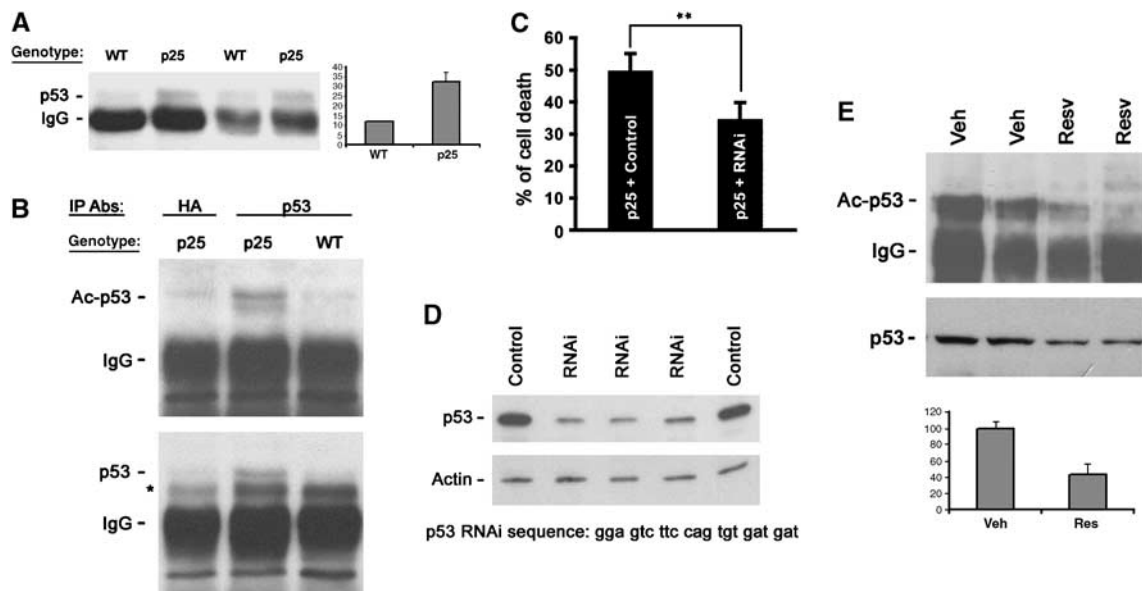 A
Genotype: WT p25 WT p25
p53 -
IgG -
40
35
30
25
20
15
10
5
0
WT p25
B
IP Abs: HA p53
Genotype: p25 p25 WT
Ac-p53 -
IgG -
p53 -
*
IgG -
C
**
% of cell death
60
50
40
30
20
10
0
p25 + Control
p25 + RNAi
D
Control RNAi RNAi RNAi Control
p53 -
Actin -
p53 RNAi sequence: gga gtc ttc cag tgt gat gat
E
Veh Veh Resv Resv
Ac-p53 -
IgG -
p53 -
120
100
80
60
40
20
0
Veh Res